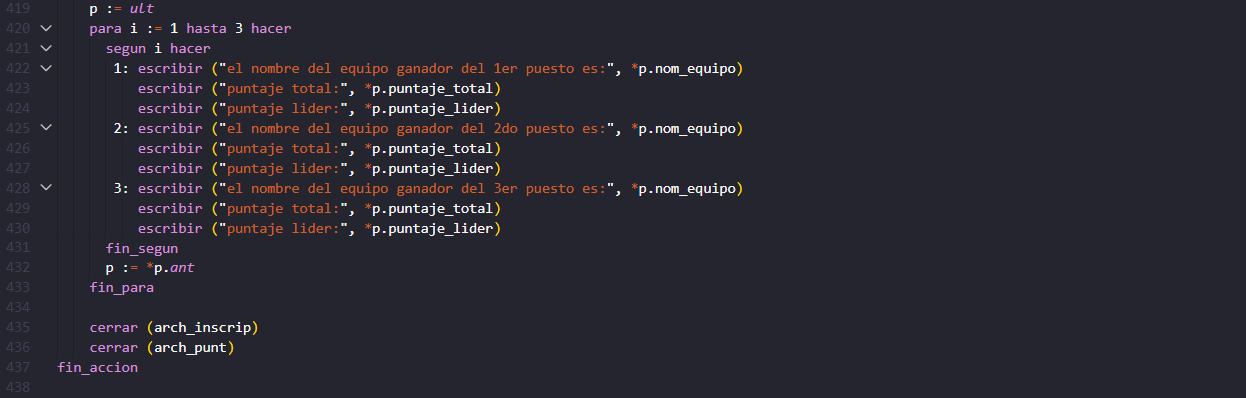 419 p := ult
420 para i := 1 hasta 3 hacer
421 segun i hacer
422 1: escribir ("el nombre del equipo ganador del 1er puesto es:", *p.nom_equipo)
423 escribir ("puntaje total:", *p.puntaje_total)
424 escribir ("puntaje lider:", *p.puntaje_lider)
425 2: escribir ("el nombre del equipo ganador del 2do puesto es:", *p.nom_equipo)
426 escribir ("puntaje total:", *p.puntaje_total)
427 escribir ("puntaje lider:", *p.puntaje_lider)
428 3: escribir ("el nombre del equipo ganador del 3er puesto es:", *p.nom_equipo)
429 escribir ("puntaje total:", *p.puntaje_total)
430 escribir ("puntaje lider:", *p.puntaje_lider)
431 fin_segun
432 p := *p.ant
433 fin_para
434
435 cerrar (arch_inscrip)
436 cerrar (arch_punt)
437 fin_accion
438